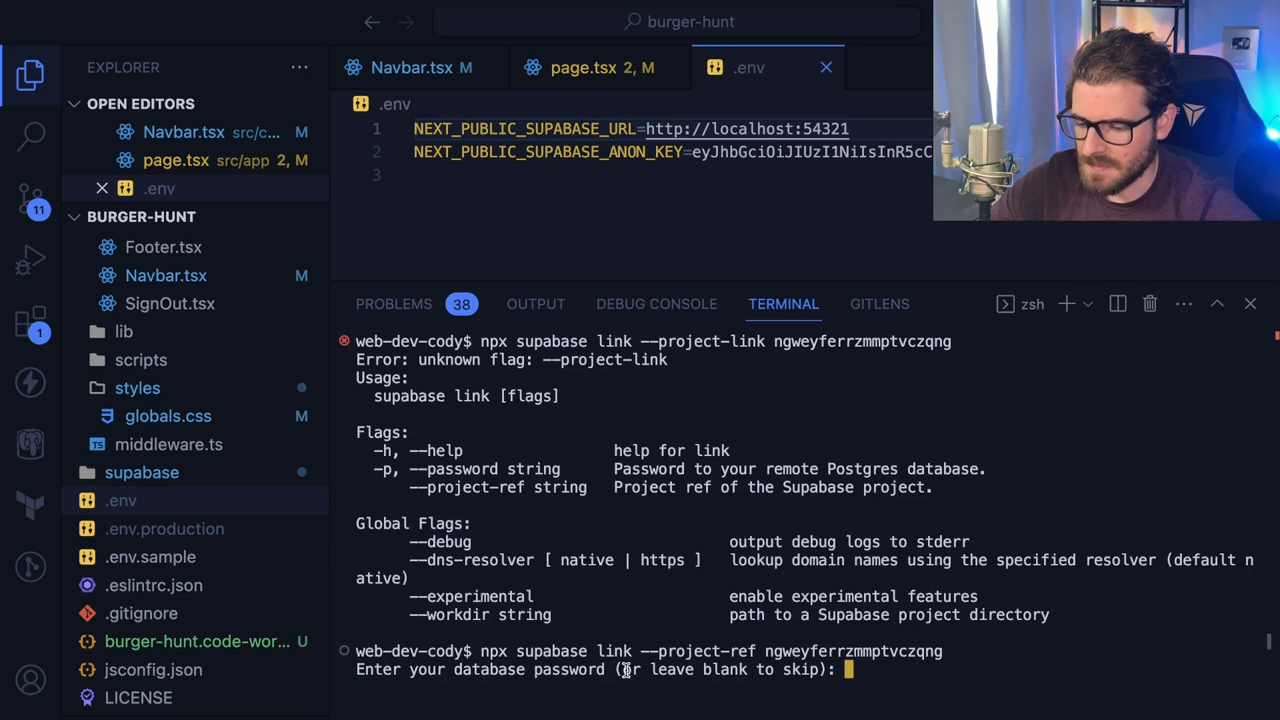 burger-hunt
EXPLORER
OPEN EDITORS
Navbar.tsx src/c... M
page.tsx src/app 2, M
.env
BURGER-HUNT
Footer.tsx
Navbar.tsx M
SignOut.tsx
lib
scripts
styles
globals.css M
middleware.ts
supabase
.env
.env.production
.env.sample
.eslintrc.json
.gitignore
burger-hunt.code-wor... U
jsconfig.json
LICENSE
11
1
Navbar.tsx M
page.tsx 2, M
.env
.env
1 NEXT_PUBLIC_SUPABASE_URL=http://localhost:54321
2 NEXT_PUBLIC_SUPABASE_ANON_KEY=eyJhbGciOiJIUzI1NiIsInR5cC
3
PROBLEMS 38 OUTPUT DEBUG CONSOLE TERMINAL GITLENS zsh
web-dev-cody$ npx supabase link --project-link ngweyferrzmmptvczqng
Error: unknown flag: --project-link
Usage:
supabase link [flags]
Flags:
-h, --help help for link
-p, --password string Password to your remote Postgres database.
--project-ref string Project ref of the Supabase project.
Global Flags:
--debug output debug logs to stderr
--dns-resolver [ native | https ] lookup domain names using the specified resolver (default n
ative)
--experimental enable experimental features
--workdir string path to a Supabase project directory
web-dev-cody$ npx supabase link --project-ref ngweyferrzmmptvczqng
Enter your database password (or leave blank to skip):